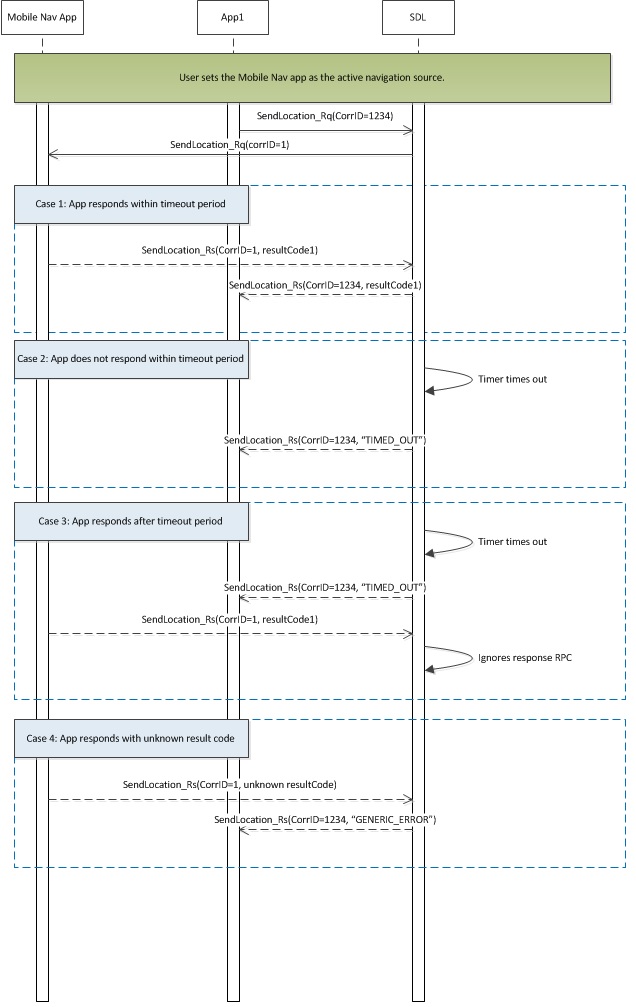 Mobile Nav App
App1
SDL
User sets the Mobile Nav app as the active navigation source.
SendLocation_Rq(CorrID=1234)
SendLocation_Rq(corrID=1)
Case 1: App responds within timeout period
SendLocation_Rs(CorrID=1, resultCode1)
SendLocation_Rs(CorrID=1234, resultCode1)
Case 2: App does not respond within timeout period
Timer times out
SendLocation_Rs(CorrID=1234, “TIMED_OUT”)
Case 3: App responds after timeout period
Timer times out
SendLocation_Rs(CorrID=1234, “TIMED_OUT”)
SendLocation_Rs(CorrID=1, resultCode1)
Ignores response RPC
Case 4: App responds with unknown result code
SendLocation_Rs(CorrID=1, unknown resultCode)
SendLocation_Rs(CorrID=1234, “GENERIC_ERROR”)